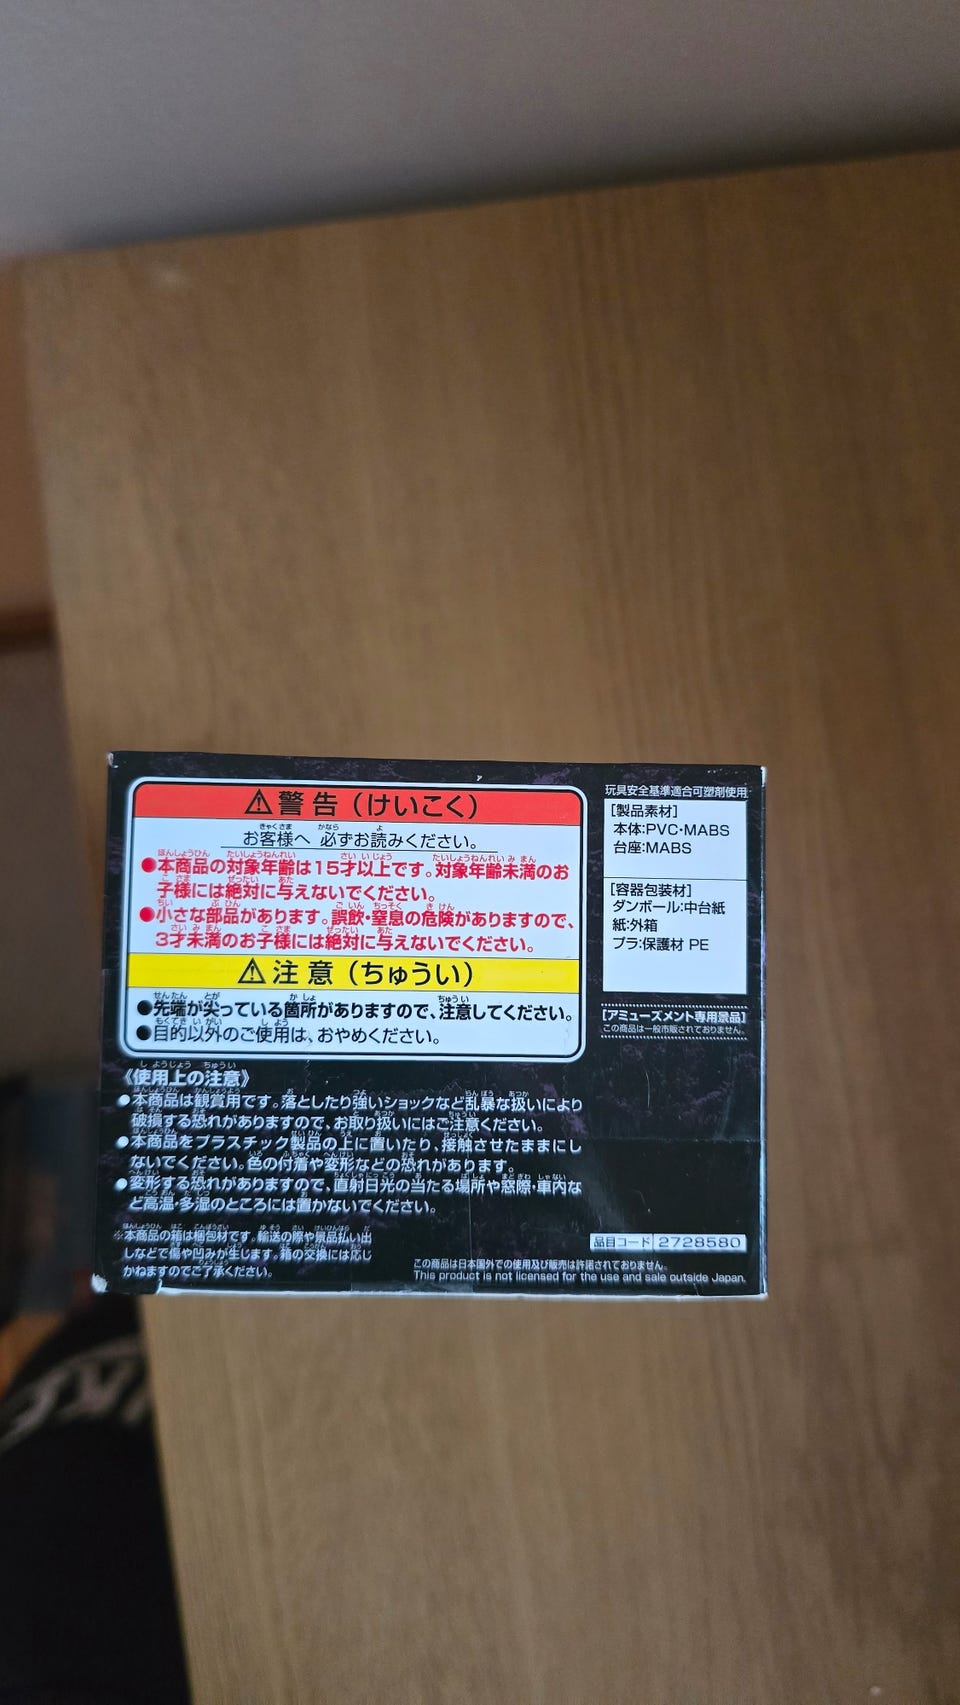 ⚠警告(けいこく)
お客様へ 必ずお読みください。
●本商品の対象年齢は15才以上です。対象年齢未満のお
子様には絶対に与えないでください。
●小さな部品があります。誤飲・窒息の危険がありますので、
3才未満のお子様には絶対に与えないでください。
⚠注意(ちゅうい)
●先端が尖っている箇所がありますので、注意してください。
●目的以外のご使用は、おやめください。
《使用上の注意》
●本商品は観賞用です。落としたり強いショックなど乱暴な扱いにより
破損する恐れがありますので、お取り扱いにはご注意ください。
●本商品をプラスチック製品の上に置いたり、接触させたままにし
ないでください。色の付着や変形などの恐れがあります。
●変形する恐れがありますので、直射日光の当たる場所や窓際・車内な
ど高温・多湿のところには置かないでください。
※本商品の箱は梱包材です。輸送の際や景品払い出
しなどで傷や凹みが生じます。箱の交換には応じ
かねますのでご了承ください。
玩具安全基準適合可塑剤使用
[製品素材]
本体:PVC・MABS
台座:MABS
[容器包装材]
ダンボール:中台紙
紙:外箱
プラ:保護材 PE
[アミューズメント専用景品]
この商品は一般市販されておりません。
品目コード 2728580
この商品は日本国外での使用及び販売は許諾されておりません。
This product is not licensed for the use and sale outside Japan.